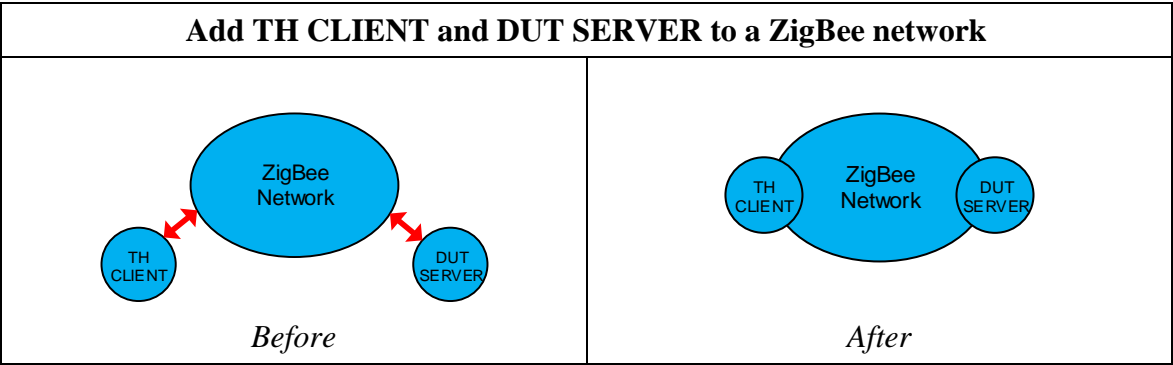 Add TH CLIENT and DUT SERVER to a ZigBee network
ZigBee
Network
TH
CLIENT
DUT
SERVER
Before
ZigBee
Network
TH
CLIENT
DUT
SERVER
After